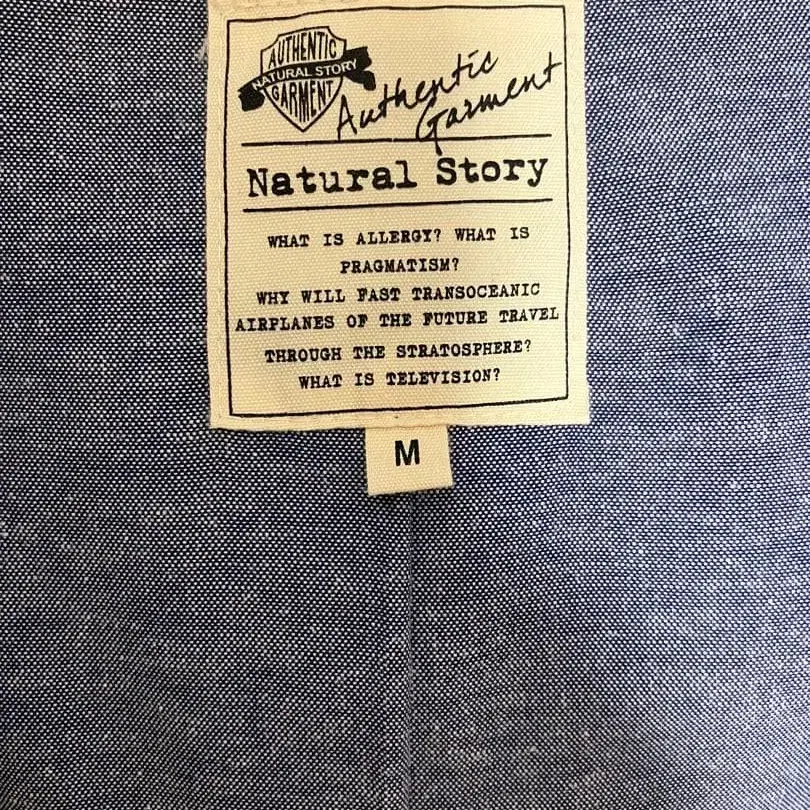 AUTHENTIC
NATURAL STORY
GARMENT
Authentic
Garment
Natural Story
WHAT IS ALLERGY? WHAT IS
PRAGMATISM?
WHY WILL FAST TRANSOCEANIC
AIRPLANES OF THE FUTURE TRAVEL
THROUGH THE STRATOSPHERE?
WHAT IS TELEVISION?
M